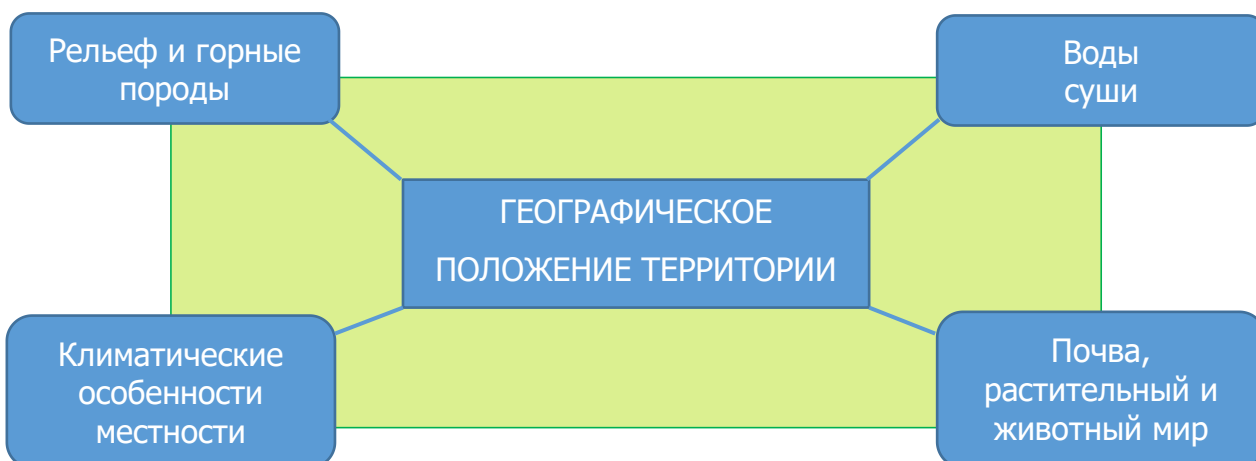 Рельеф и горные
породы
Воды
суши
ГЕОГРАФИЧЕСКОЕ
ПОЛОЖЕНИЕ ТЕРРИТОРИИ
Климатические
особенности
местности
Почва,
растительный и
животный мир